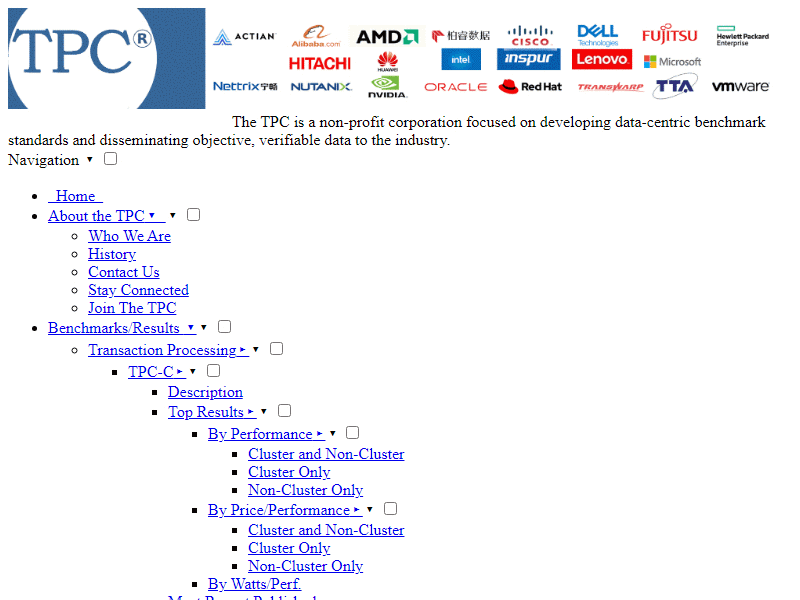 TPC®
ACTIAN
Alibaba.com
AMD
柏睿数据
CISCO
DELL Technologies
FUJITSU
Hewlett Packard Enterprise
HITACHI
HUAWEI
intel
inspur
Lenovo
Microsoft
Nettrix宁畅
NUTANIX
NVIDIA.
ORACLE
Red Hat
TRANSWARP
TTA
vmware
The TPC is a non-profit corporation focused on developing data-centric benchmark
standards and disseminating objective, verifiable data to the industry.
Navigation ▾
Home
About the TPC ▾ ▾
Who We Are
History
Contact Us
Stay Connected
Join The TPC
Benchmarks/Results ▾ ▾
Transaction Processing ▸ ▾
TPC-C ▸ ▾
Description
Top Results ▸ ▾
By Performance ▸ ▾
Cluster and Non-Cluster
Cluster Only
Non-Cluster Only
By Price/Performance ▸ ▾
Cluster and Non-Cluster
Cluster Only
Non-Cluster Only
By Watts/Perf.